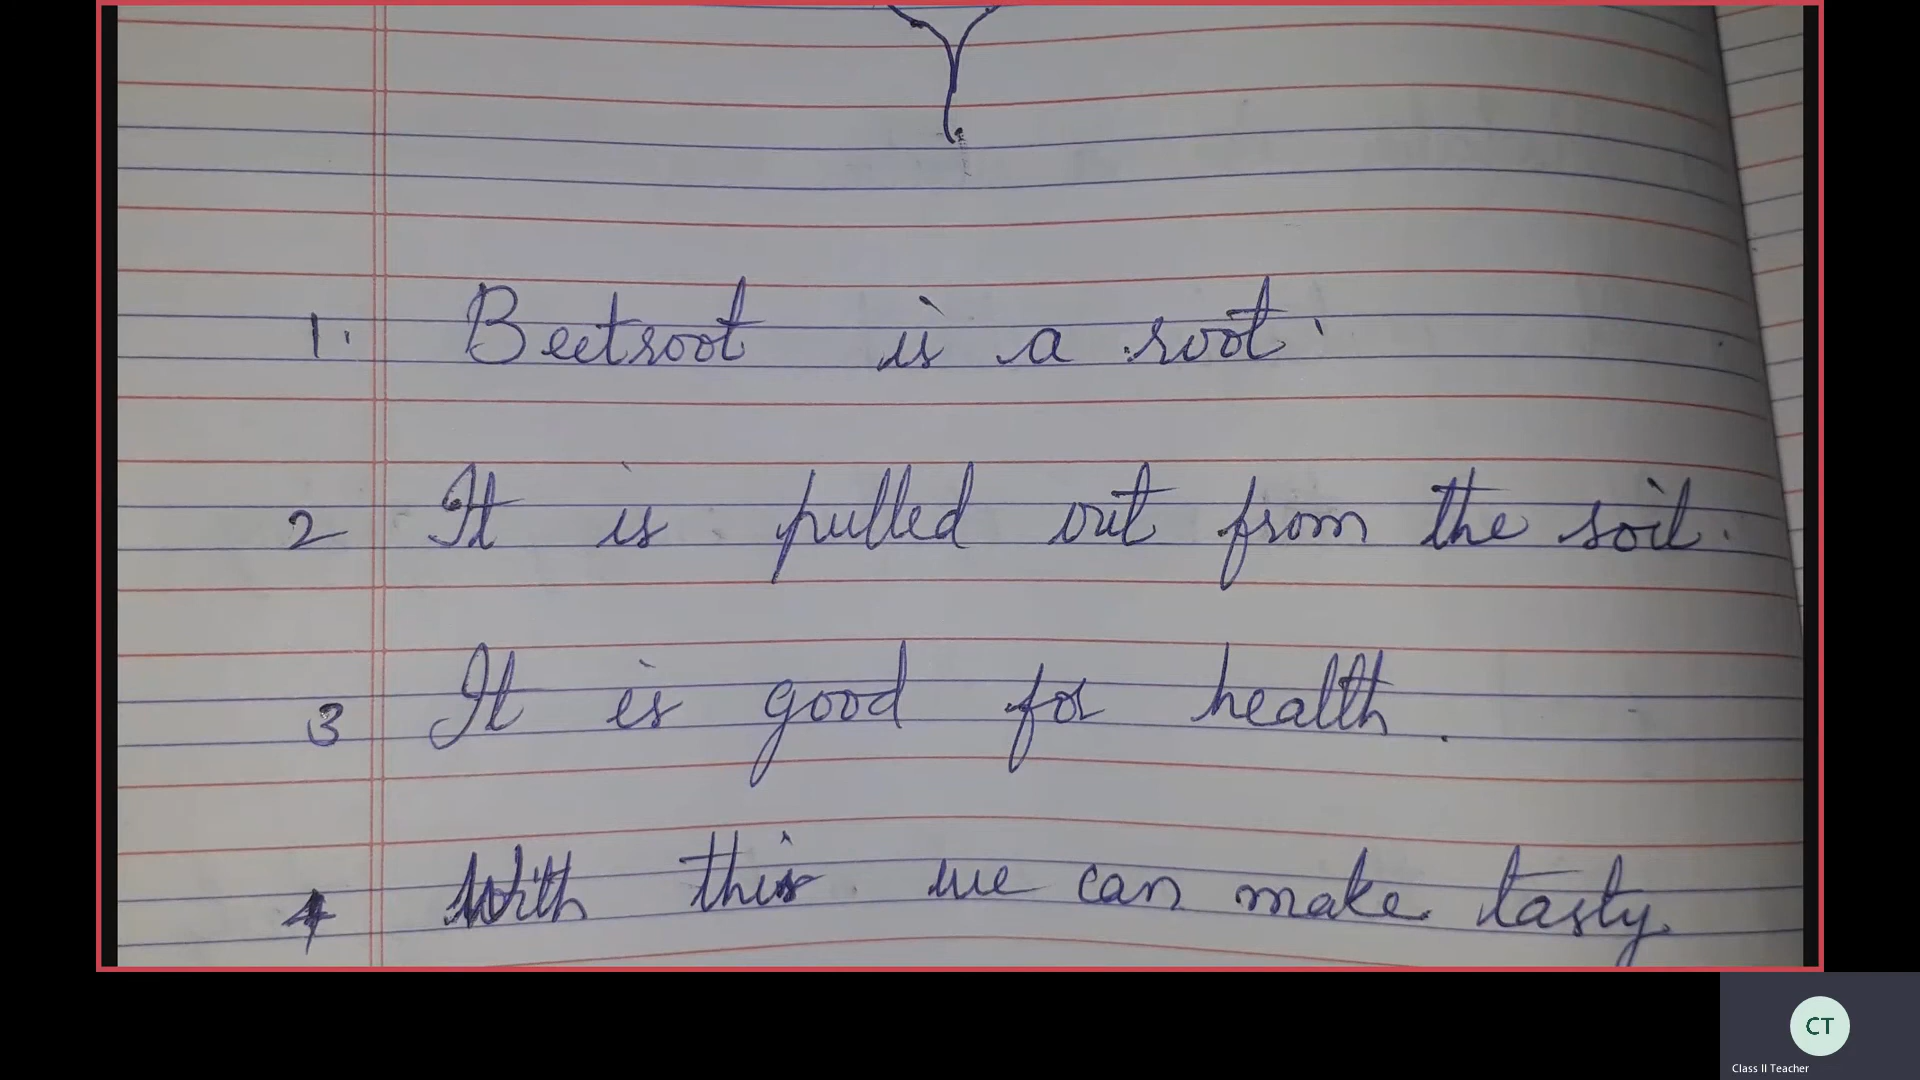 1. Beetroot is a root.
2 It is pulled out from the soil.
3 It is good for health.
4 With this we can make tasty
CT
Class II Teacher